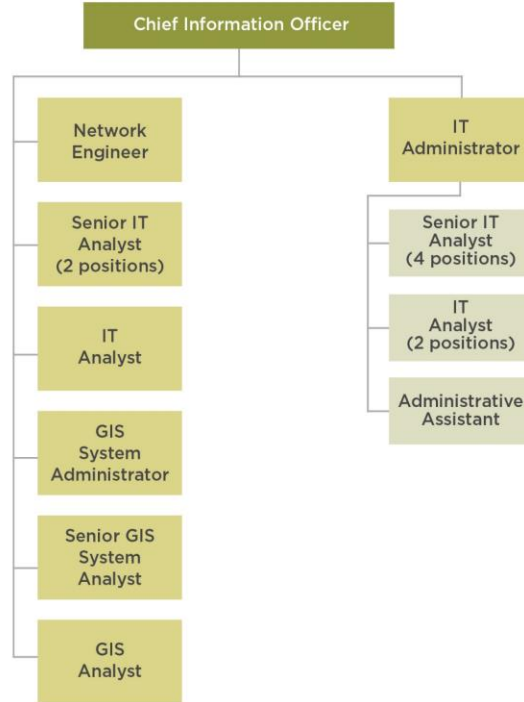 Chief Information Officer
Network
Engineer
Senior IT
Analyst
(2 positions)
IT
Analyst
GIS
System
Administrator
Senior GIS
System
Analyst
GIS
Analyst
IT
Administrator
Senior IT
Analyst
(4 positions)
IT
Analyst
(2 positions)
Administrative
Assistant